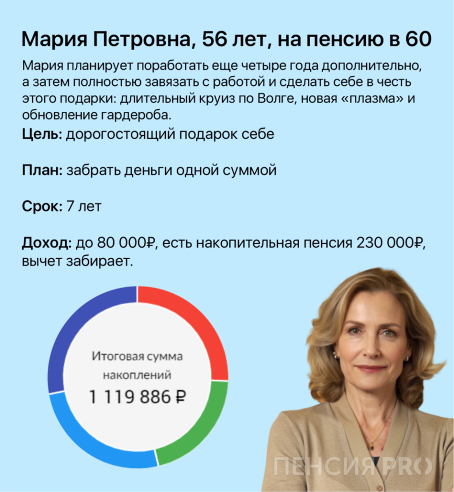 Мария Петровна, 56 лет, на пенсию в 60
Мария планирует поработать еще четыре года дополнительно,
а затем полностью завязать с работой и сделать себе в честь
этого подарки: длительный круиз по Волге, новая «плазма» и
обновление гардероба.
Цель: дорогостоящий подарок себе
План: забрать деньги одной суммой
Срок: 7 лет
Доход: до 80 000₽, есть накопительная пенсия 230 000₽,
вычет забирает.
Итоговая сумма
накоплений
1 119 886 ₽
ПЕНСИЯ PRO